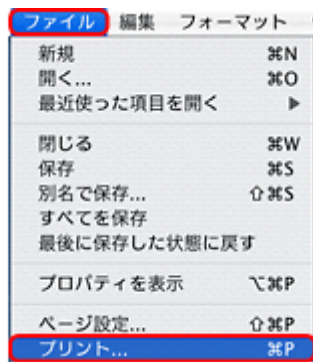 ファイル 編集 フォーマット
新規 ⌘N
開く... ⌘O
最近使った項目を開く ▶
閉じる ⌘W
保存 ⌘S
別名で保存... ⇧⌘S
すべてを保存
最後に保存した状態に戻す
プロパティを表示 ⌥⌘P
ページ設定... ⇧⌘P
プリント... ⌘P